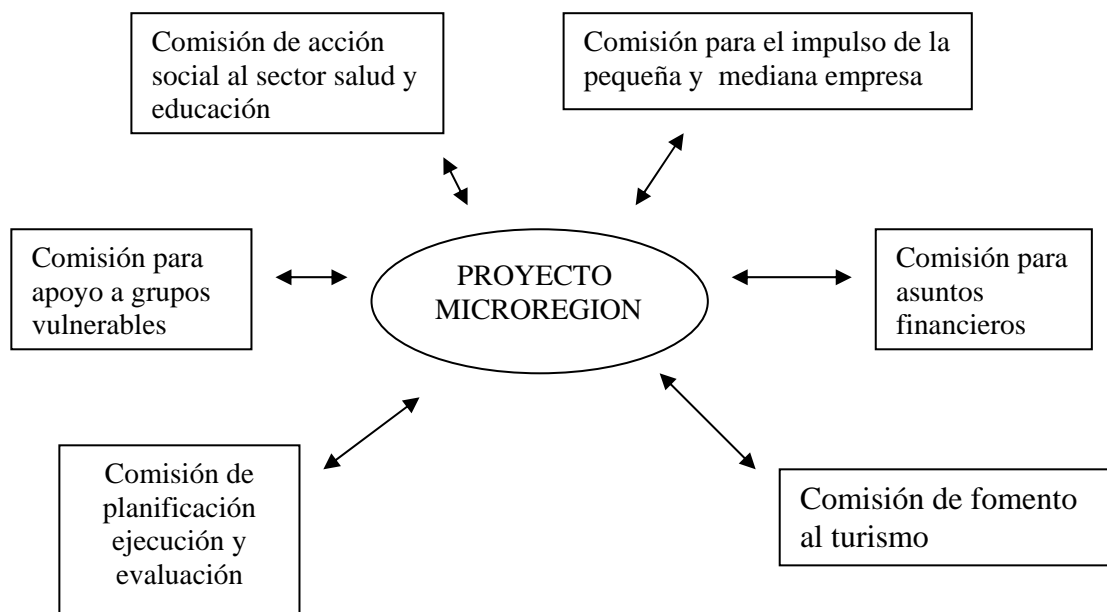 Comisión de acción
social al sector salud y
educación
Comisión para el impulso de la
pequeña y mediana empresa
Comisión para
apoyo a grupos
vulnerables
PROYECTO
MICROREGION
Comisión para
asuntos
financieros
Comisión de
planificación
ejecución y
evaluación
Comisión de fomento
al turismo